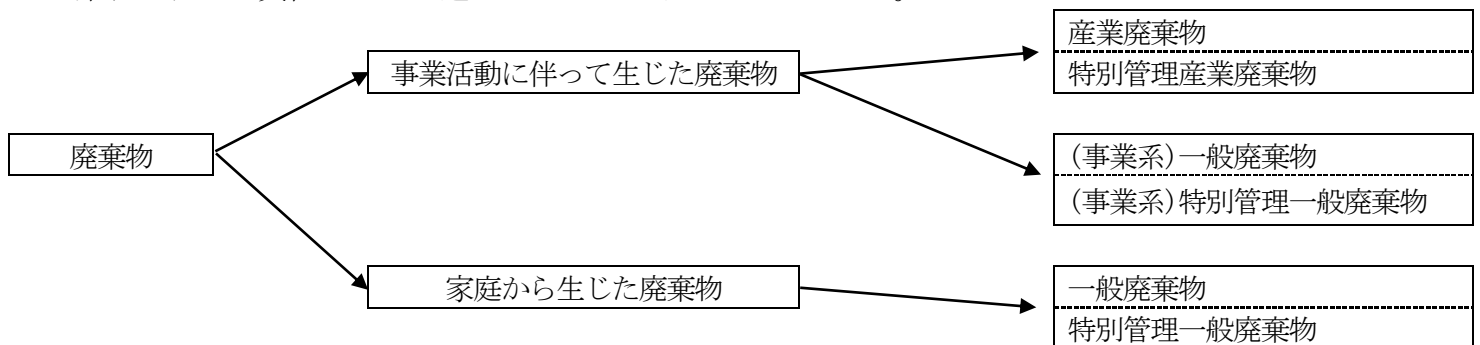 産業廃棄物
事業活動に伴って生じた廃棄物
特別管理産業廃棄物
廃棄物
(事業系)一般廃棄物
(事業系)特別管理一般廃棄物
家庭から生じた廃棄物
一般廃棄物
特別管理一般廃棄物